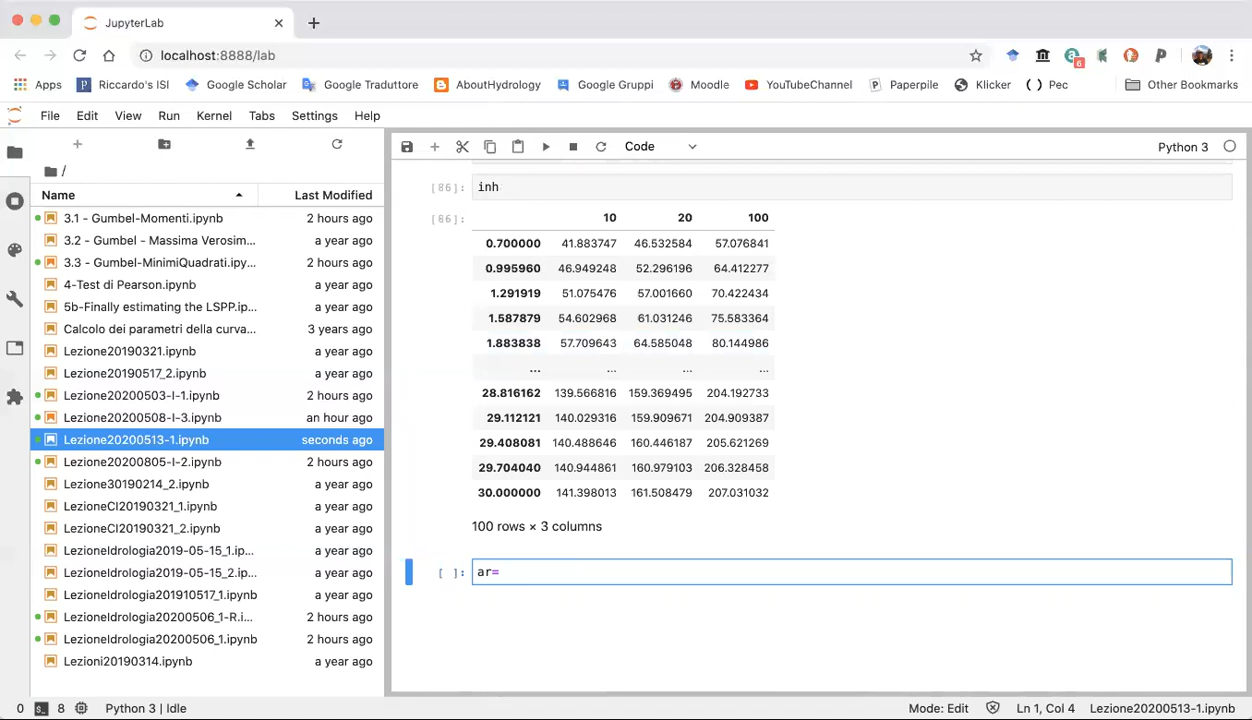 JupyterLab
localhost:8888/lab
6
Apps
Riccardo's ISI
Google Scholar
Google Traduttore
AboutHydrology
Google Gruppi
Moodle
YouTubeChannel
Paperpile
Klicker
Pec
Other Bookmarks
File Edit View Run Kernel Tabs Settings Help
Code
Python 3
/
Name Last Modified
3.1 - Gumbel-Momenti.ipynb 2 hours ago
3.2 - Gumbel - Massima Verosim... a year ago
3.3 - Gumbel-MinimiQuadrati.ipy... 2 hours ago
4-Test di Pearson.ipynb a year ago
5b-Finally estimating the LSPP.ip... a year ago
Calcolo dei parametri della curva... 3 years ago
Lezione20190321.ipynb a year ago
Lezione20190517_2.ipynb a year ago
Lezione20200503-I-1.ipynb 2 hours ago
Lezione20200508-I-3.ipynb an hour ago
Lezione20200513-1.ipynb seconds ago
Lezione20200805-I-2.ipynb 2 hours ago
Lezione30190214_2.ipynb a year ago
LezioneCI20190321_1.ipynb a year ago
LezioneCI20190321_2.ipynb a year ago
LezioneIdrologia2019-05-15_1.ip... a year ago
LezioneIdrologia2019-05-15_2.ip... a year ago
LezioneIdrologia201910517_1.ipynb a year ago
LezioneIdrologia20200506_1-R.i... 2 hours ago
LezioneIdrologia20200506_1.ipynb 2 hours ago
Lezioni20190314.ipynb a year ago
[86]: inh
[86]: 10 20 100
0.700000 41.883747 46.532584 57.076841
0.995960 46.949248 52.296196 64.412277
1.291919 51.075476 57.001660 70.422434
1.587879 54.602968 61.031246 75.583364
1.883838 57.709643 64.585048 80.144986
... ... ... ...
28.816162 139.566816 159.369495 204.192733
29.112121 140.029316 159.909671 204.909387
29.408081 140.488646 160.446187 205.621269
29.704040 140.944861 160.979103 206.328458
30.000000 141.398013 161.508479 207.031032
100 rows × 3 columns
[ ]: ar=
0 8 Python 3 | Idle Mode: Edit Ln 1, Col 4 Lezione20200513-1.ipynb